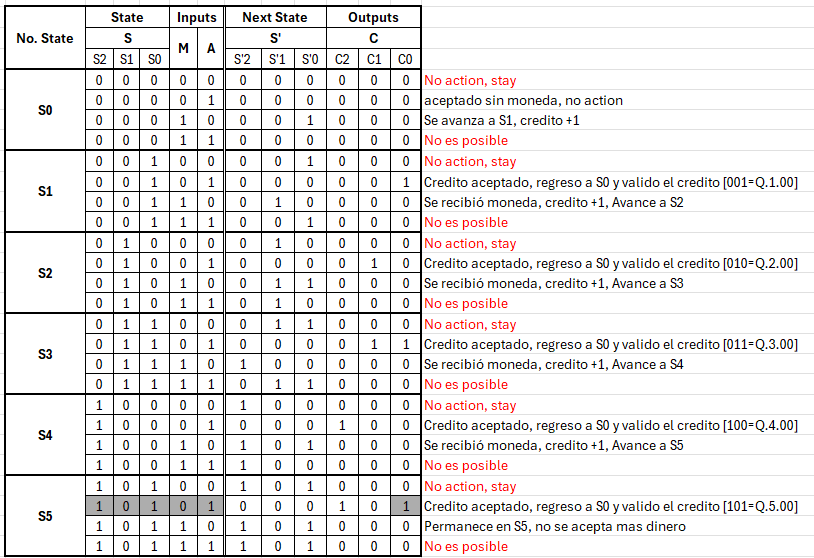 No. State State Inputs Next State Outputs
S M A S' C
S2 S1 S0 S'2 S'1 S'0 C2 C1 C0
S0
0 0 0 0 0 0 0 0 0 0 0 No action, stay
0 0 0 0 1 0 0 0 0 0 0 aceptado sin moneda, no action
0 0 0 1 0 0 0 1 0 0 0 Se avanza a S1, credito +1
0 0 0 1 1 0 0 0 0 0 0 No es posible
S1
0 0 1 0 0 0 0 1 0 0 0 No action, stay
0 0 1 0 1 0 0 0 0 0 1 Credito aceptado, regreso a S0 y valido el credito [001=Q.1.00]
0 0 1 1 0 0 1 0 0 0 0 Se recibió moneda, credito +1, Avance a S2
0 0 1 1 1 0 0 1 0 0 0 No es posible
S2
0 1 0 0 0 0 1 0 0 0 0 No action, stay
0 1 0 0 1 0 0 0 0 1 0 Credito aceptado, regreso a S0 y valido el credito [010=Q.2.00]
0 1 0 1 0 0 1 1 0 0 0 Se recibió moneda, credito +1, Avance a S3
0 1 0 1 1 0 1 0 0 0 0 No es posible
S3
0 1 1 0 0 0 1 1 0 0 0 No action, stay
0 1 1 0 1 0 0 0 0 1 1 Credito aceptado, regreso a S0 y valido el credito [011=Q.3.00]
0 1 1 1 0 1 0 0 0 0 0 Se recibió moneda, credito +1, Avance a S4
0 1 1 1 1 0 1 1 0 0 0 No es posible
S4
1 0 0 0 0 1 0 0 0 0 0 No action, stay
1 0 0 0 1 0 0 0 1 0 0 Credito aceptado, regreso a S0 y valido el credito [100=Q.4.00]
1 0 0 1 0 1 0 1 0 0 0 Se recibió moneda, credito +1, Avance a S5
1 0 0 1 1 1 0 0 0 0 0 No es posible
S5
1 0 1 0 0 1 0 1 0 0 0 No action, stay
1 0 1 0 1 0 0 0 1 0 1 Credito aceptado, regreso a S0 y valido el credito [101=Q.5.00]
1 0 1 1 0 1 0 1 0 0 0 Permanece en S5, no se acepta mas dinero
1 0 1 1 1 1 0 1 0 0 0 No es posible